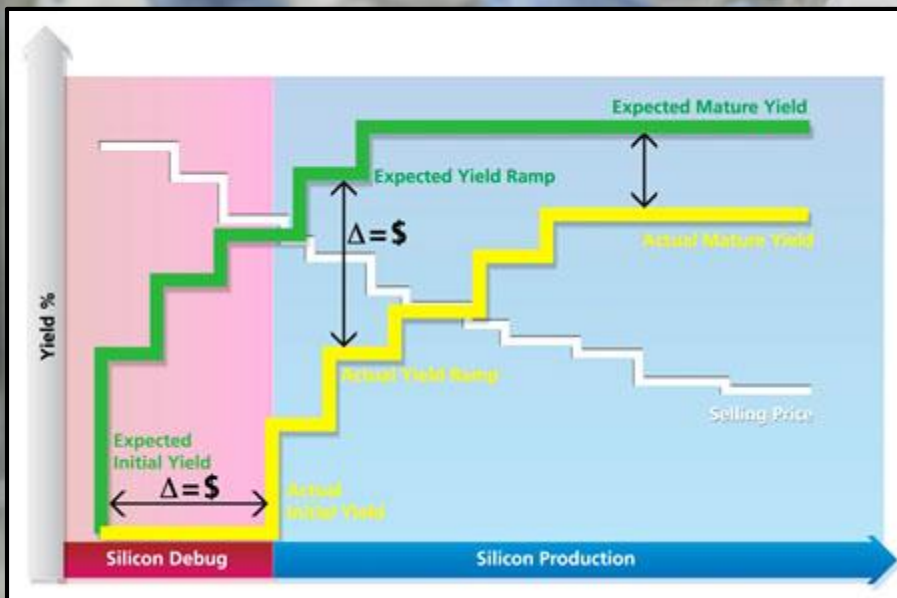 Expected Mature Yield
Expected Yield Ramp
Δ=$
Actual Mature Yield
Yield %
Actual Yield Ramp
Selling Price
Expected
Initial Yield
Δ=$
Actual
Initial Yield
Silicon Debug
Silicon Production